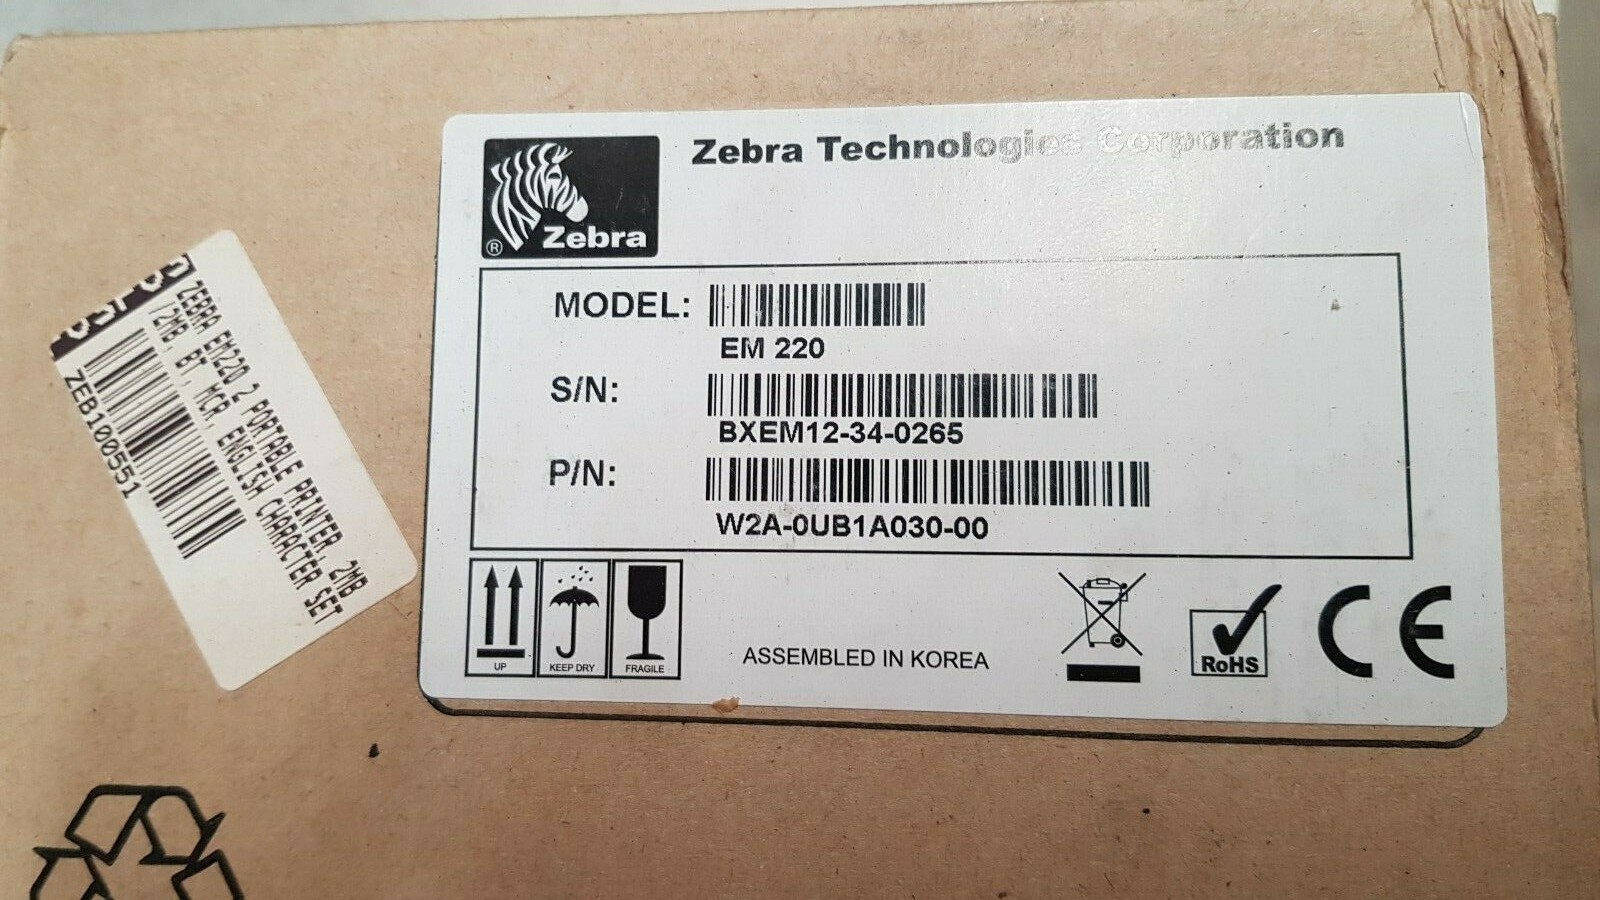 Zebra Technologies Corporation
® Zebra
MODEL:
EM 220
S/N:
BXEM12-34-0265
P/N:
W2A-0UB1A030-00
UP
KEEP DRY
FRAGILE
ASSEMBLED IN KOREA
RoHS
CE
ZEBRA EM220 2 PORTABLE PRINTER, 2MB
/2MB, BT, MCR, ENGLISH CHARACTER SET
ZEB100551